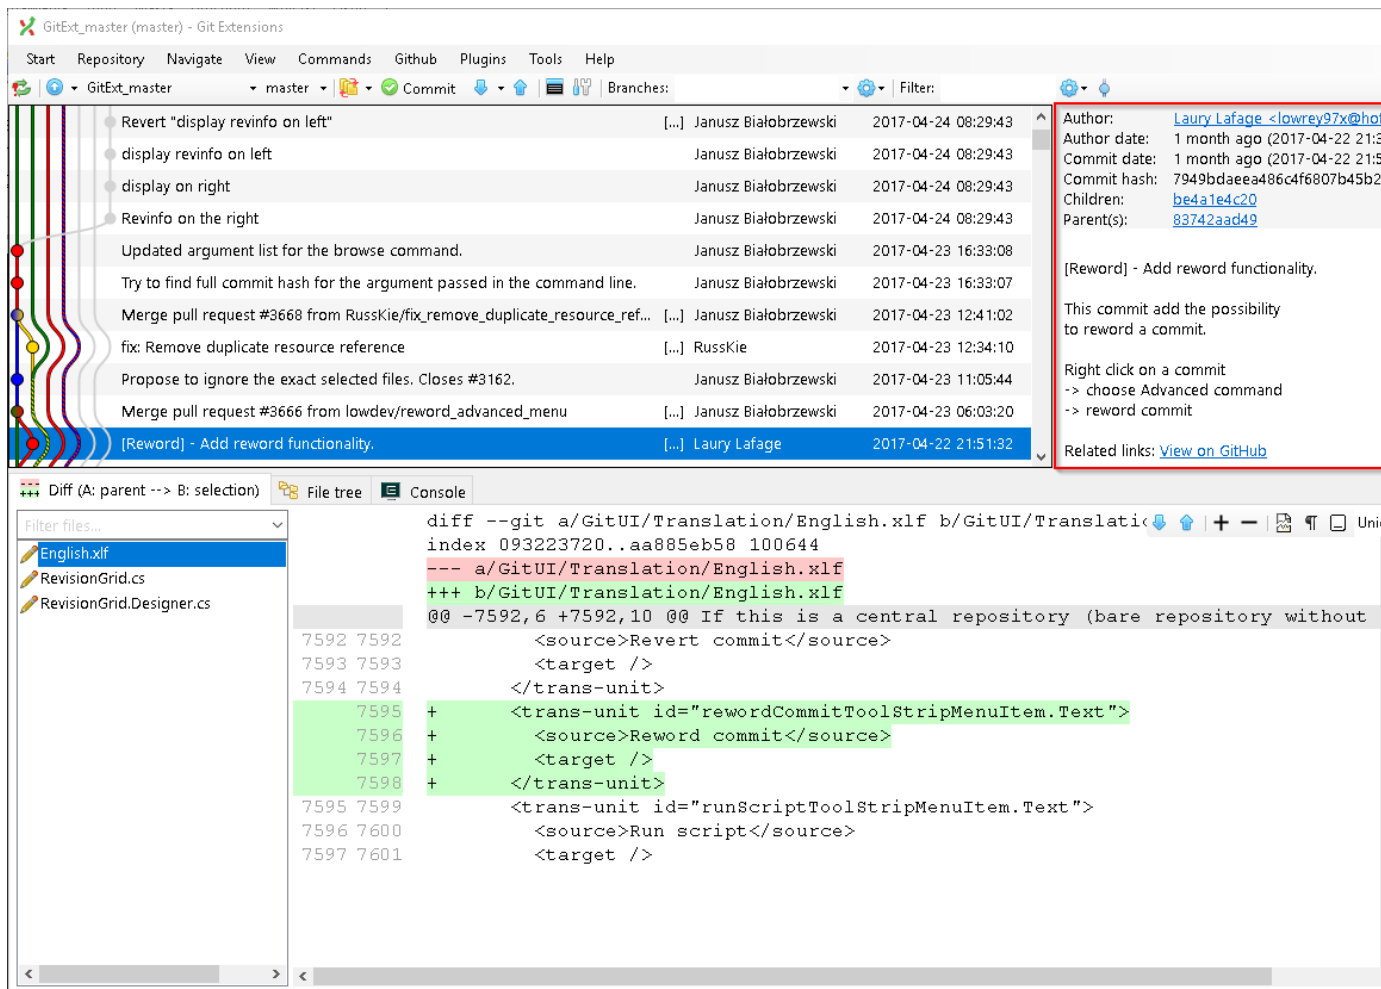 GitExt_master (master) - Git Extensions
Start Repository Navigate View Commands Github Plugins Tools Help
GitExt_master master Commit Branches: Filter:
Revert "display revinfo on left" [...] Janusz Białobrzewski 2017-04-24 08:29:43
display revinfo on left Janusz Białobrzewski 2017-04-24 08:29:43
display on right Janusz Białobrzewski 2017-04-24 08:29:43
Revinfo on the right Janusz Białobrzewski 2017-04-24 08:29:43
Updated argument list for the browse command. Janusz Białobrzewski 2017-04-23 16:33:08
Try to find full commit hash for the argument passed in the command line. Janusz Białobrzewski 2017-04-23 16:33:07
Merge pull request #3668 from RussKie/fix_remove_duplicate_resource_ref... [...] Janusz Białobrzewski 2017-04-23 12:41:02
fix: Remove duplicate resource reference [...] RussKie 2017-04-23 12:34:10
Propose to ignore the exact selected files. Closes #3162. Janusz Białobrzewski 2017-04-23 11:05:44
Merge pull request #3666 from lowdev/reword_advanced_menu [...] Janusz Białobrzewski 2017-04-23 06:03:20
[Reword] - Add reword functionality. [...] Laury Lafage 2017-04-22 21:51:32
Author: Laury Lafage <lowrey97x@hot
Author date: 1 month ago (2017-04-22 21:3
Commit date: 1 month ago (2017-04-22 21:5
Commit hash: 7949bdaeea486c4f6807b45b2
Children: be4a1e4c20
Parent(s): 83742aad49
[Reword] - Add reword functionality.
This commit add the possibility
to reword a commit.
Right click on a commit
-> choose Advanced command
-> reword commit
Related links: View on GitHub
Diff (A: parent --> B: selection) File tree Console
Filter files...
English.xlf
RevisionGrid.cs
RevisionGrid.Designer.cs
diff --git a/GitUI/Translation/English.xlf b/GitUI/Translatic Uni
index 093223720..aa885eb58 100644
--- a/GitUI/Translation/English.xlf
+++ b/GitUI/Translation/English.xlf
@@ -7592,6 +7592,10 @@ If this is a central repository (bare repository without
7592 7592 <source>Revert commit</source>
7593 7593 <target />
7594 7594 </trans-unit>
7595 + <trans-unit id="rewordCommitToolStripMenuItem.Text">
7596 + <source>Reword commit</source>
7597 + <target />
7598 + </trans-unit>
7595 7599 <trans-unit id="runScriptToolStripMenuItem.Text">
7596 7600 <source>Run script</source>
7597 7601 <target />